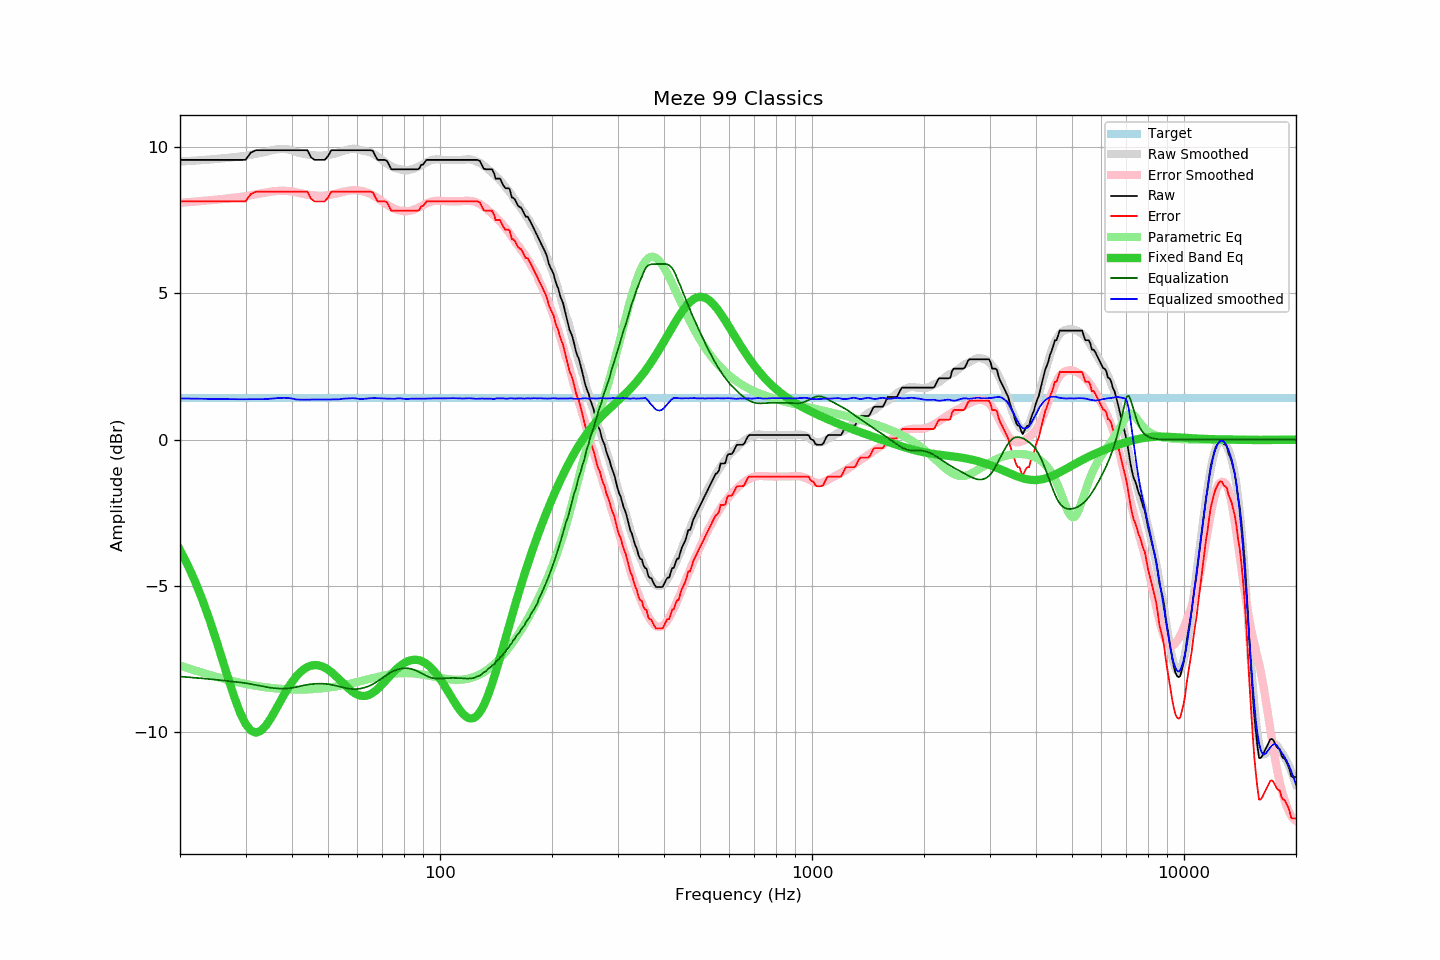 Meze 99 Classics
Target
Raw Smoothed
Error Smoothed
Raw
Error
Parametric Eq
Fixed Band Eq
Equalization
Equalized smoothed
Amplitude (dBr)
10
5
0
−5
−10
100
1000
10000
Frequency (Hz)